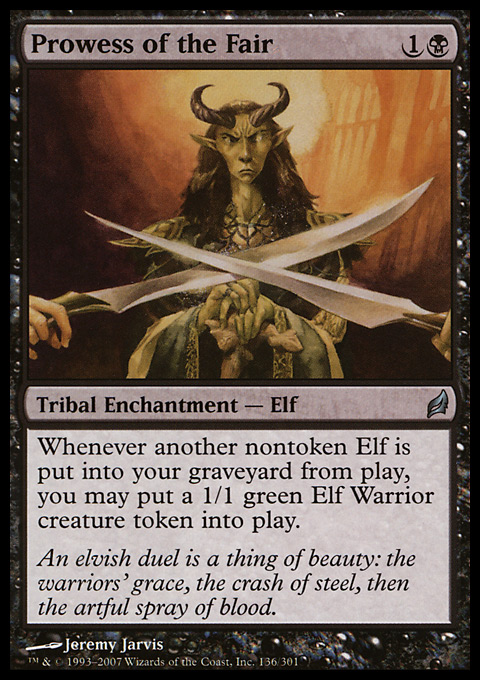 Prowess of the Fair 1
Tribal Enchantment — Elf
Whenever another nontoken Elf is
put into your graveyard from play,
you may put a 1/1 green Elf Warrior
creature token into play.
An elvish duel is a thing of beauty: the
warriors' grace, the crash of steel, then
the artful spray of blood.
Jeremy Jarvis
™ & © 1993–2007 Wizards of the Coast, Inc. 136/301